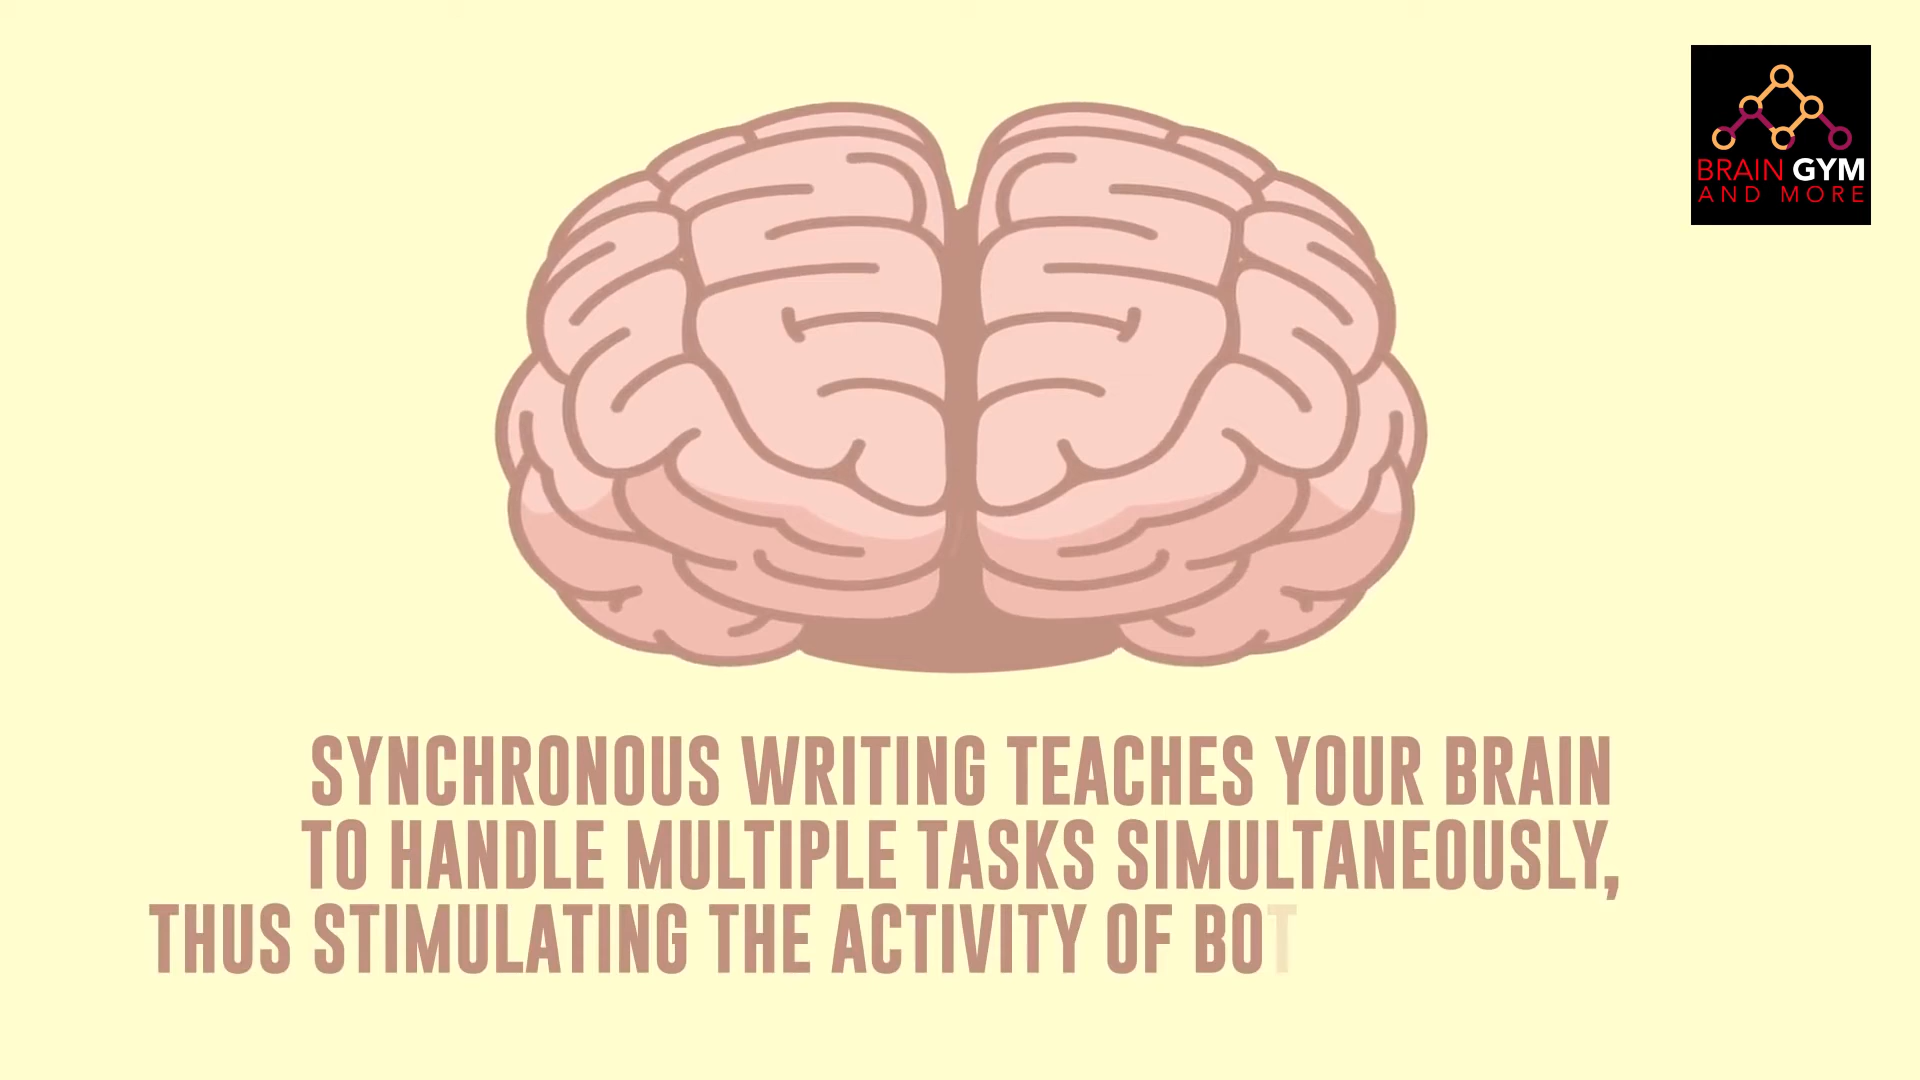 BRAIN GYM
AND MORE
SYNCHRONOUS WRITING TEACHES YOUR BRAIN
TO HANDLE MULTIPLE TASKS SIMULTANEOUSLY,
THUS STIMULATING THE ACTIVITY OF BOT